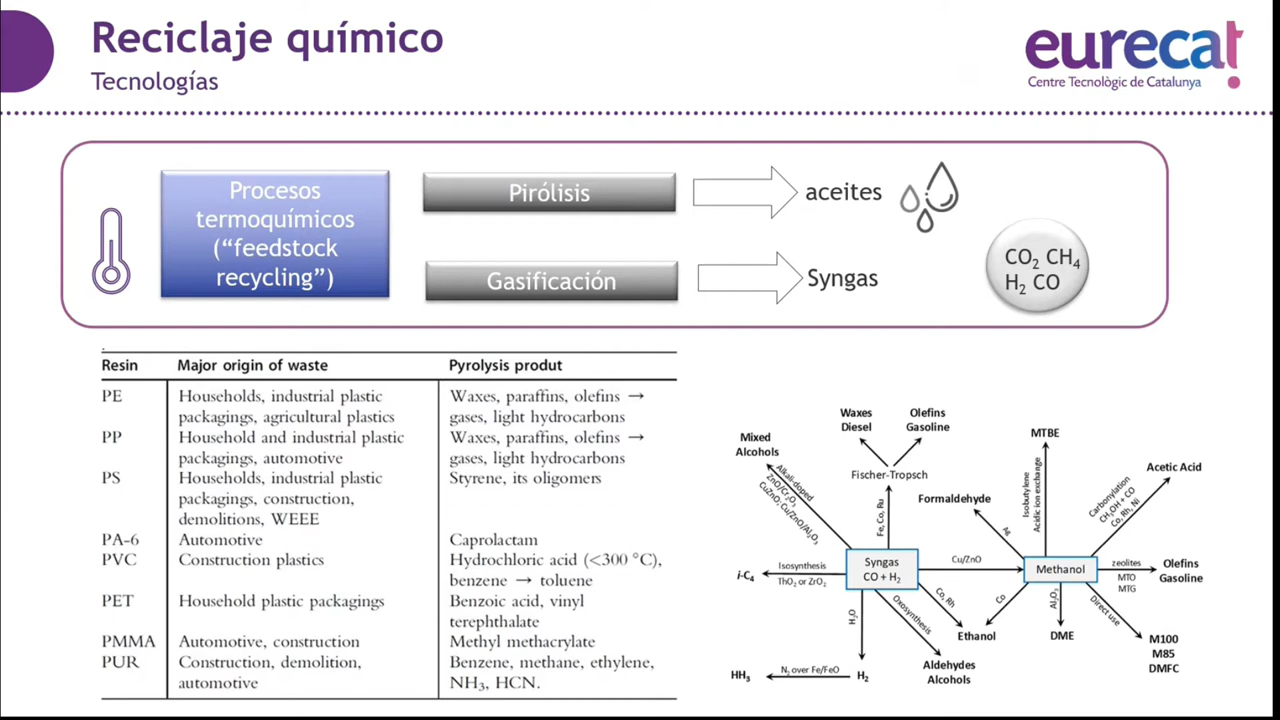 Reciclaje químico
Tecnologías
eurecat
Centre Tecnològic de Catalunya
Procesos
termoquímicos
(“feedstock
recycling”)
Pirólisis
aceites
Gasificación
Syngas
CO₂ CH₄
H₂ CO
Resin Major origin of waste Pyrolysis produt
PE Households, industrial plastic Waxes, paraffins, olefins →
packagings, agricultural plastics gases, light hydrocarbons
PP Household and industrial plastic Waxes, paraffins, olefins →
packagings, automotive gases, light hydrocarbons
PS Households, industrial plastic Styrene, its oligomers
packagings, construction,
demolitions, WEEE
PA-6 Automotive Caprolactam
PVC Construction plastics Hydrochloric acid (<300 °C),
benzene → toluene
PET Household plastic packagings Benzoic acid, vinyl
terephthalate
PMMA Automotive, construction Methyl methacrylate
PUR Construction, demolition, Benzene, methane, ethylene,
automotive NH₃, HCN.
Waxes
Diesel
Olefins
Gasoline
Mixed
Alcohols
Fischer-Tropsch
MTBE
Acetic Acid
Formaldehyde
Alkali-doped
ZnO/Cr₂O₃
CuZnO; Cu/ZnO/Al₂O₃
Fe, Co, Ru
Ag
Isobutylene
Acidic ion exchange
Carbonylation
CH₃OH + CO
Co, Rh, Ni
i-C₄
Isosynthesis
ThO₂ or ZrO₂
Syngas
CO + H₂
Cu/ZnO
Methanol
zeolites
MTO
MTG
Olefins
Gasoline
H₂O
Oxosynthesis
Co, Rh
Co
Al₂O₃
Direct use
Ethanol
DME
M100
M85
DMFC
Aldehydes
Alcohols
HH₃
N₂ over Fe/FeO
H₂